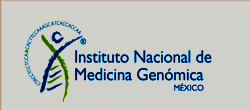 Instituto Nacional de
Medicina Genómica
MÉXICO